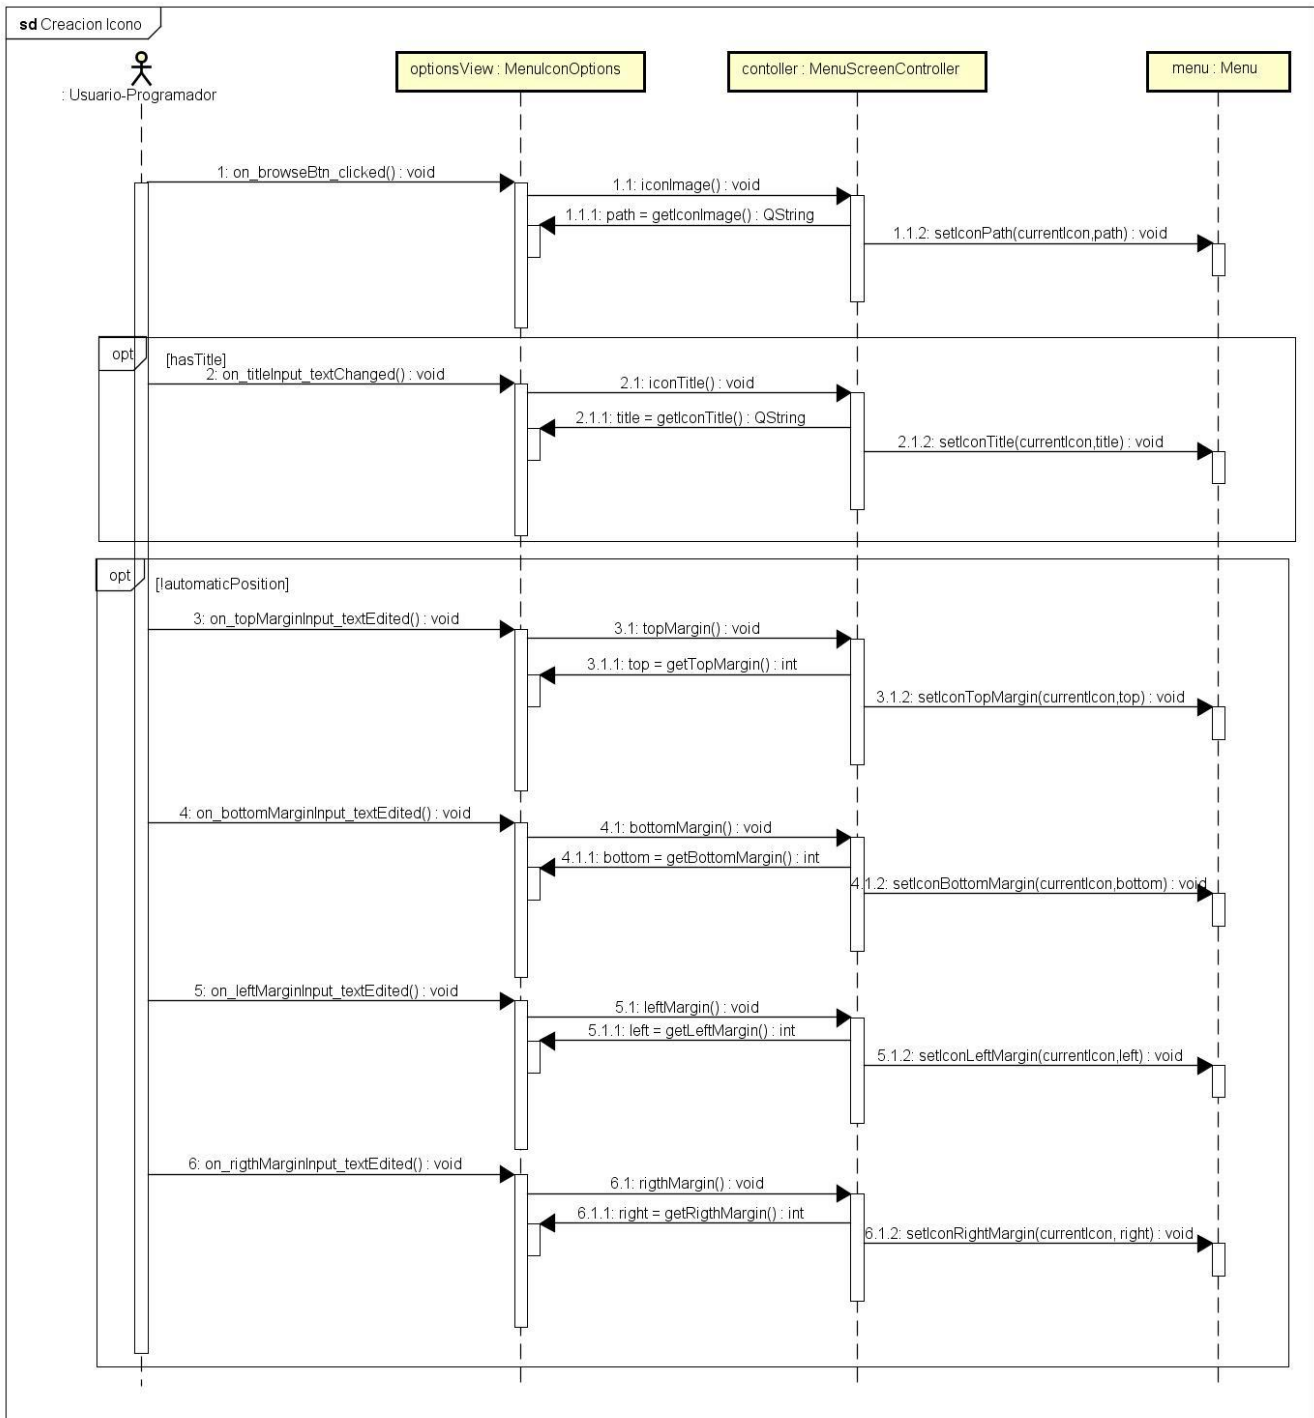 sd Creacion Icono
: Usuario-Programador
optionsView : MenuIconOptions
contoller : MenuScreenController
menu : Menu
1: on_browseBtn_clicked() : void
1.1: iconImage() : void
1.1.1: path = getIconImage() : QString
1.1.2: setIconPath(currentIcon,path) : void
opt
[hasTitle]
2: on_titleInput_textChanged() : void
2.1: iconTitle() : void
2.1.1: title = getIconTitle() : QString
2.1.2: setIconTitle(currentIcon,title) : void
opt
[!automaticPosition]
3: on_topMarginInput_textEdited() : void
3.1: topMargin() : void
3.1.1: top = getTopMargin() : int
3.1.2: setIconTopMargin(currentIcon,top) : void
4: on_bottomMarginInput_textEdited() : void
4.1: bottomMargin() : void
4.1.1: bottom = getBottomMargin() : int
4.1.2: setIconBottomMargin(currentIcon,bottom) : void
5: on_leftMarginInput_textEdited() : void
5.1: leftMargin() : void
5.1.1: left = getLeftMargin() : int
5.1.2: setIconLeftMargin(currentIcon,left) : void
6: on_rigthMarginInput_textEdited() : void
6.1: rigthMargin() : void
6.1.1: right = getRigthMargin() : int
6.1.2: setIconRightMargin(currentIcon, right) : void